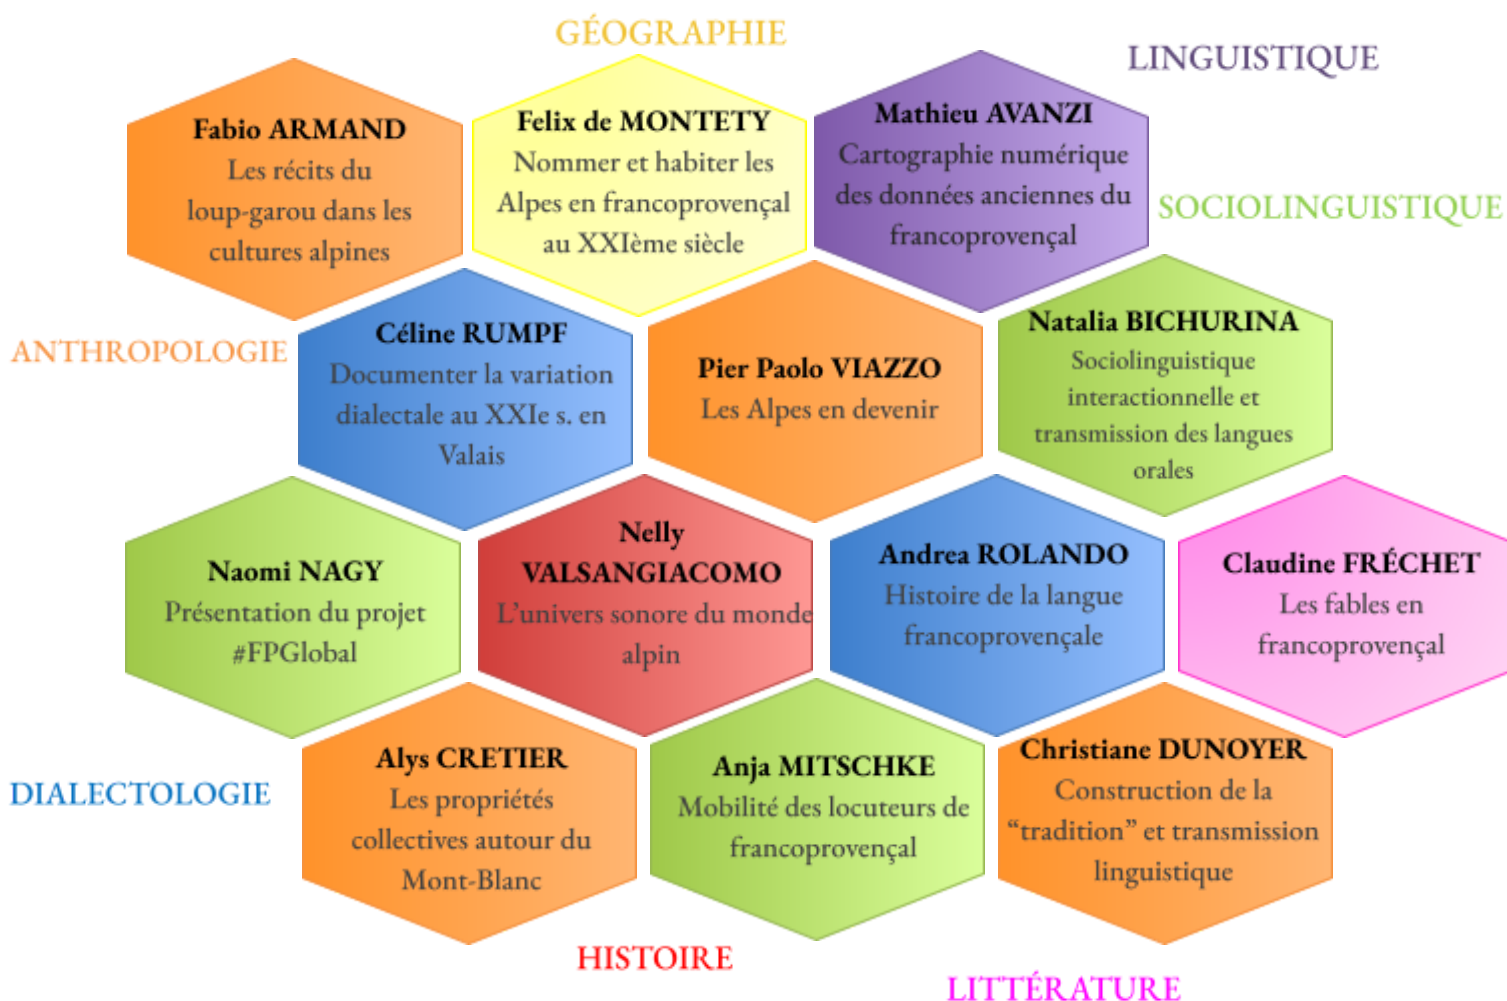 GÉOGRAPHIE
LINGUISTIQUE
Fabio ARMAND
Les récits du
loup-garou dans les
cultures alpines
Felix de MONTETY
Nommer et habiter les
Alpes en francoprovençal
au XXIème siècle
Mathieu AVANZI
Cartographie numérique
des données anciennes du
francoprovençal
SOCIOLINGUISTIQUE
ANTHROPOLOGIE
Céline RUMPF
Documenter la variation
dialectale au XXIe s. en
Valais
Pier Paolo VIAZZO
Les Alpes en devenir
Natalia BICHURINA
Sociolinguistique
interactionnelle et
transmission des langues
orales
Naomi NAGY
Présentation du projet
#FPGlobal
Nelly
VALSANGIACOMO
L’univers sonore du monde
alpin
Andrea ROLANDO
Histoire de la langue
francoprovençale
Claudine FRÉCHET
Les fables en
francoprovençal
DIALECTOLOGIE
Alys CRETIER
Les propriétés
collectives autour du
Mont-Blanc
Anja MITSCHKE
Mobilité des locuteurs de
francoprovençal
Christiane DUNOYER
Construction de la
“tradition” et transmission
linguistique
HISTOIRE
LITTÉRATURE